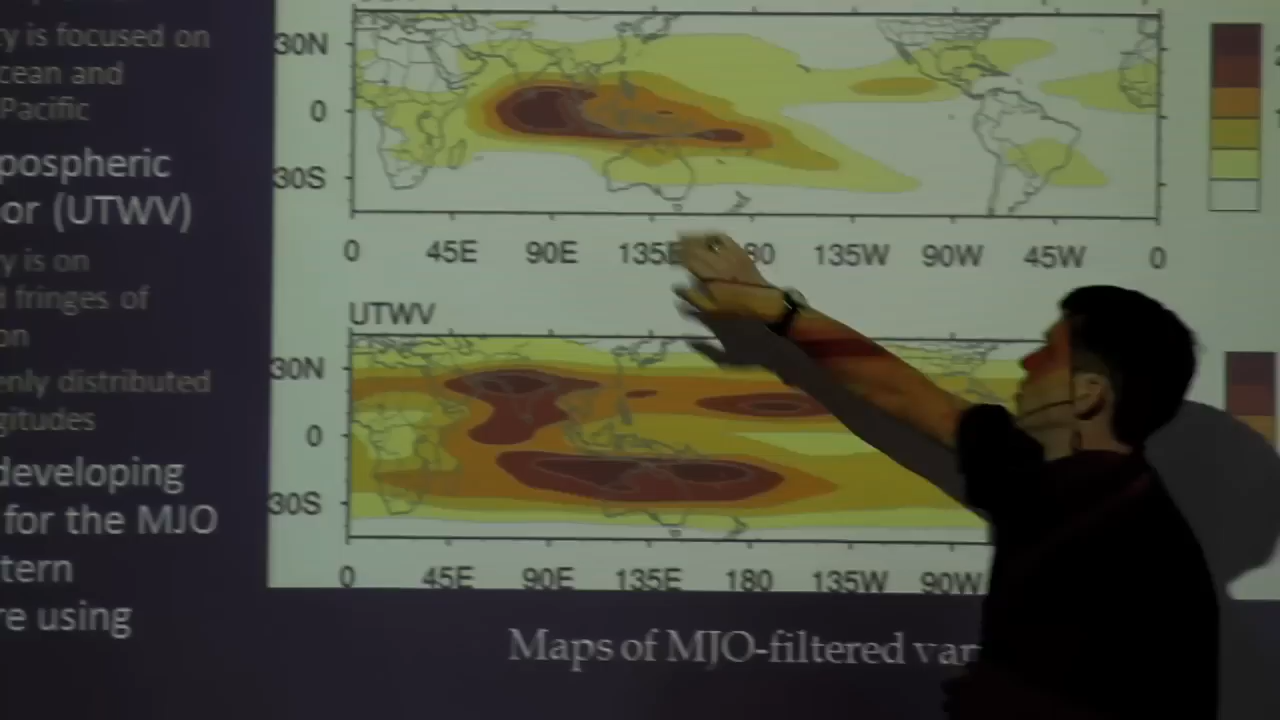 y is focused on
cean and
Pacific
pospheric
or (UTWV)
y is on
fringes of
on
enly distributed
gitudes
developing
for the MJO
tern
re using
30N
0
30S
0 45E 90E 135E 80 135W 90W 45W 0
UTWV
30N
0
30S
0 45E 90E 135E 180 135W 90W
Maps of MJO-filtered var